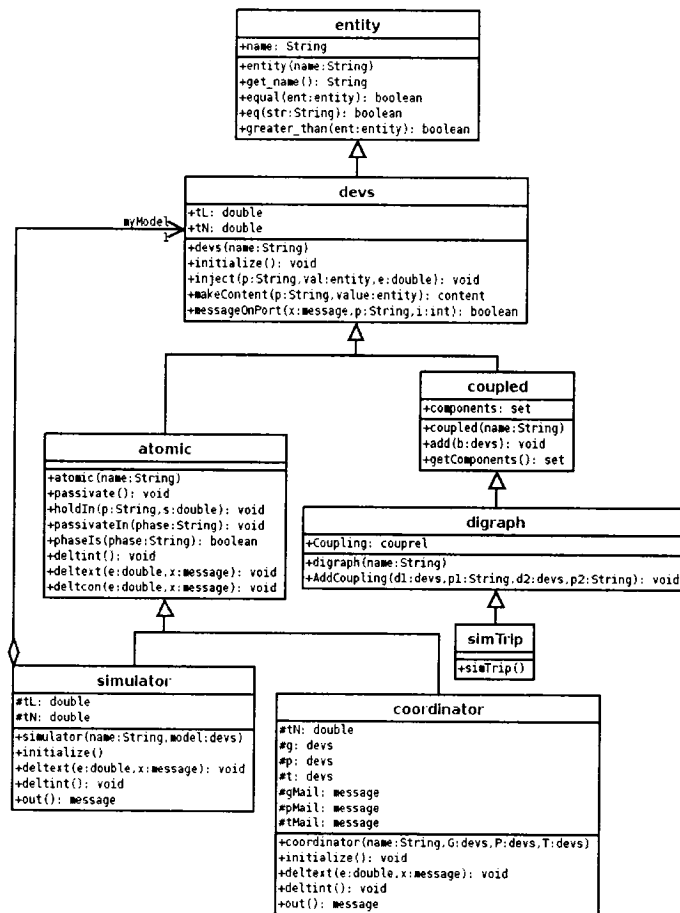 entity
+name: String
+entity(name:String)
+get_name(): String
+equal(ent:entity): boolean
+eq(str:String): boolean
+greater_than(ent:entity): boolean
devs
+tL: double
+tN: double
+devs(name:String)
+initialize(): void
+inject(p:String,val:entity,e:double): void
+makeContent(p:String,value:entity): content
+messageOnPort(x:message,p:String,i:int): boolean
myModel
1
coupled
+components: set
+coupled(name:String)
+add(b:devs): void
+getComponents(): set
atomic
+atomic(name:String)
+passivate(): void
+holdIn(p:String,s:double): void
+passivateIn(phase:String): void
+phaseIs(phase:String): boolean
+deltint(): void
+deltext(e:double,x:message): void
+deltcon(e:double,x:message): void
digraph
+Coupling: couprel
+digraph(name:String)
+AddCoupling(d1:devs,p1:String,d2:devs,p2:String): void
simTrip
+simTrip()
simulator
#tL: double
#tN: double
+simulator(name:String,model:devs)
+initialize()
+deltext(e:double,x:message): void
+deltint(): void
+out(): message
coordinator
#tN: double
#g: devs
#p: devs
#t: devs
#gMail: message
#pMail: message
#tMail: message
+coordinator(name:String,G:devs,P:devs,T:devs)
+initialize(): void
+deltext(e:double,x:message): void
+deltint(): void
+out(): message